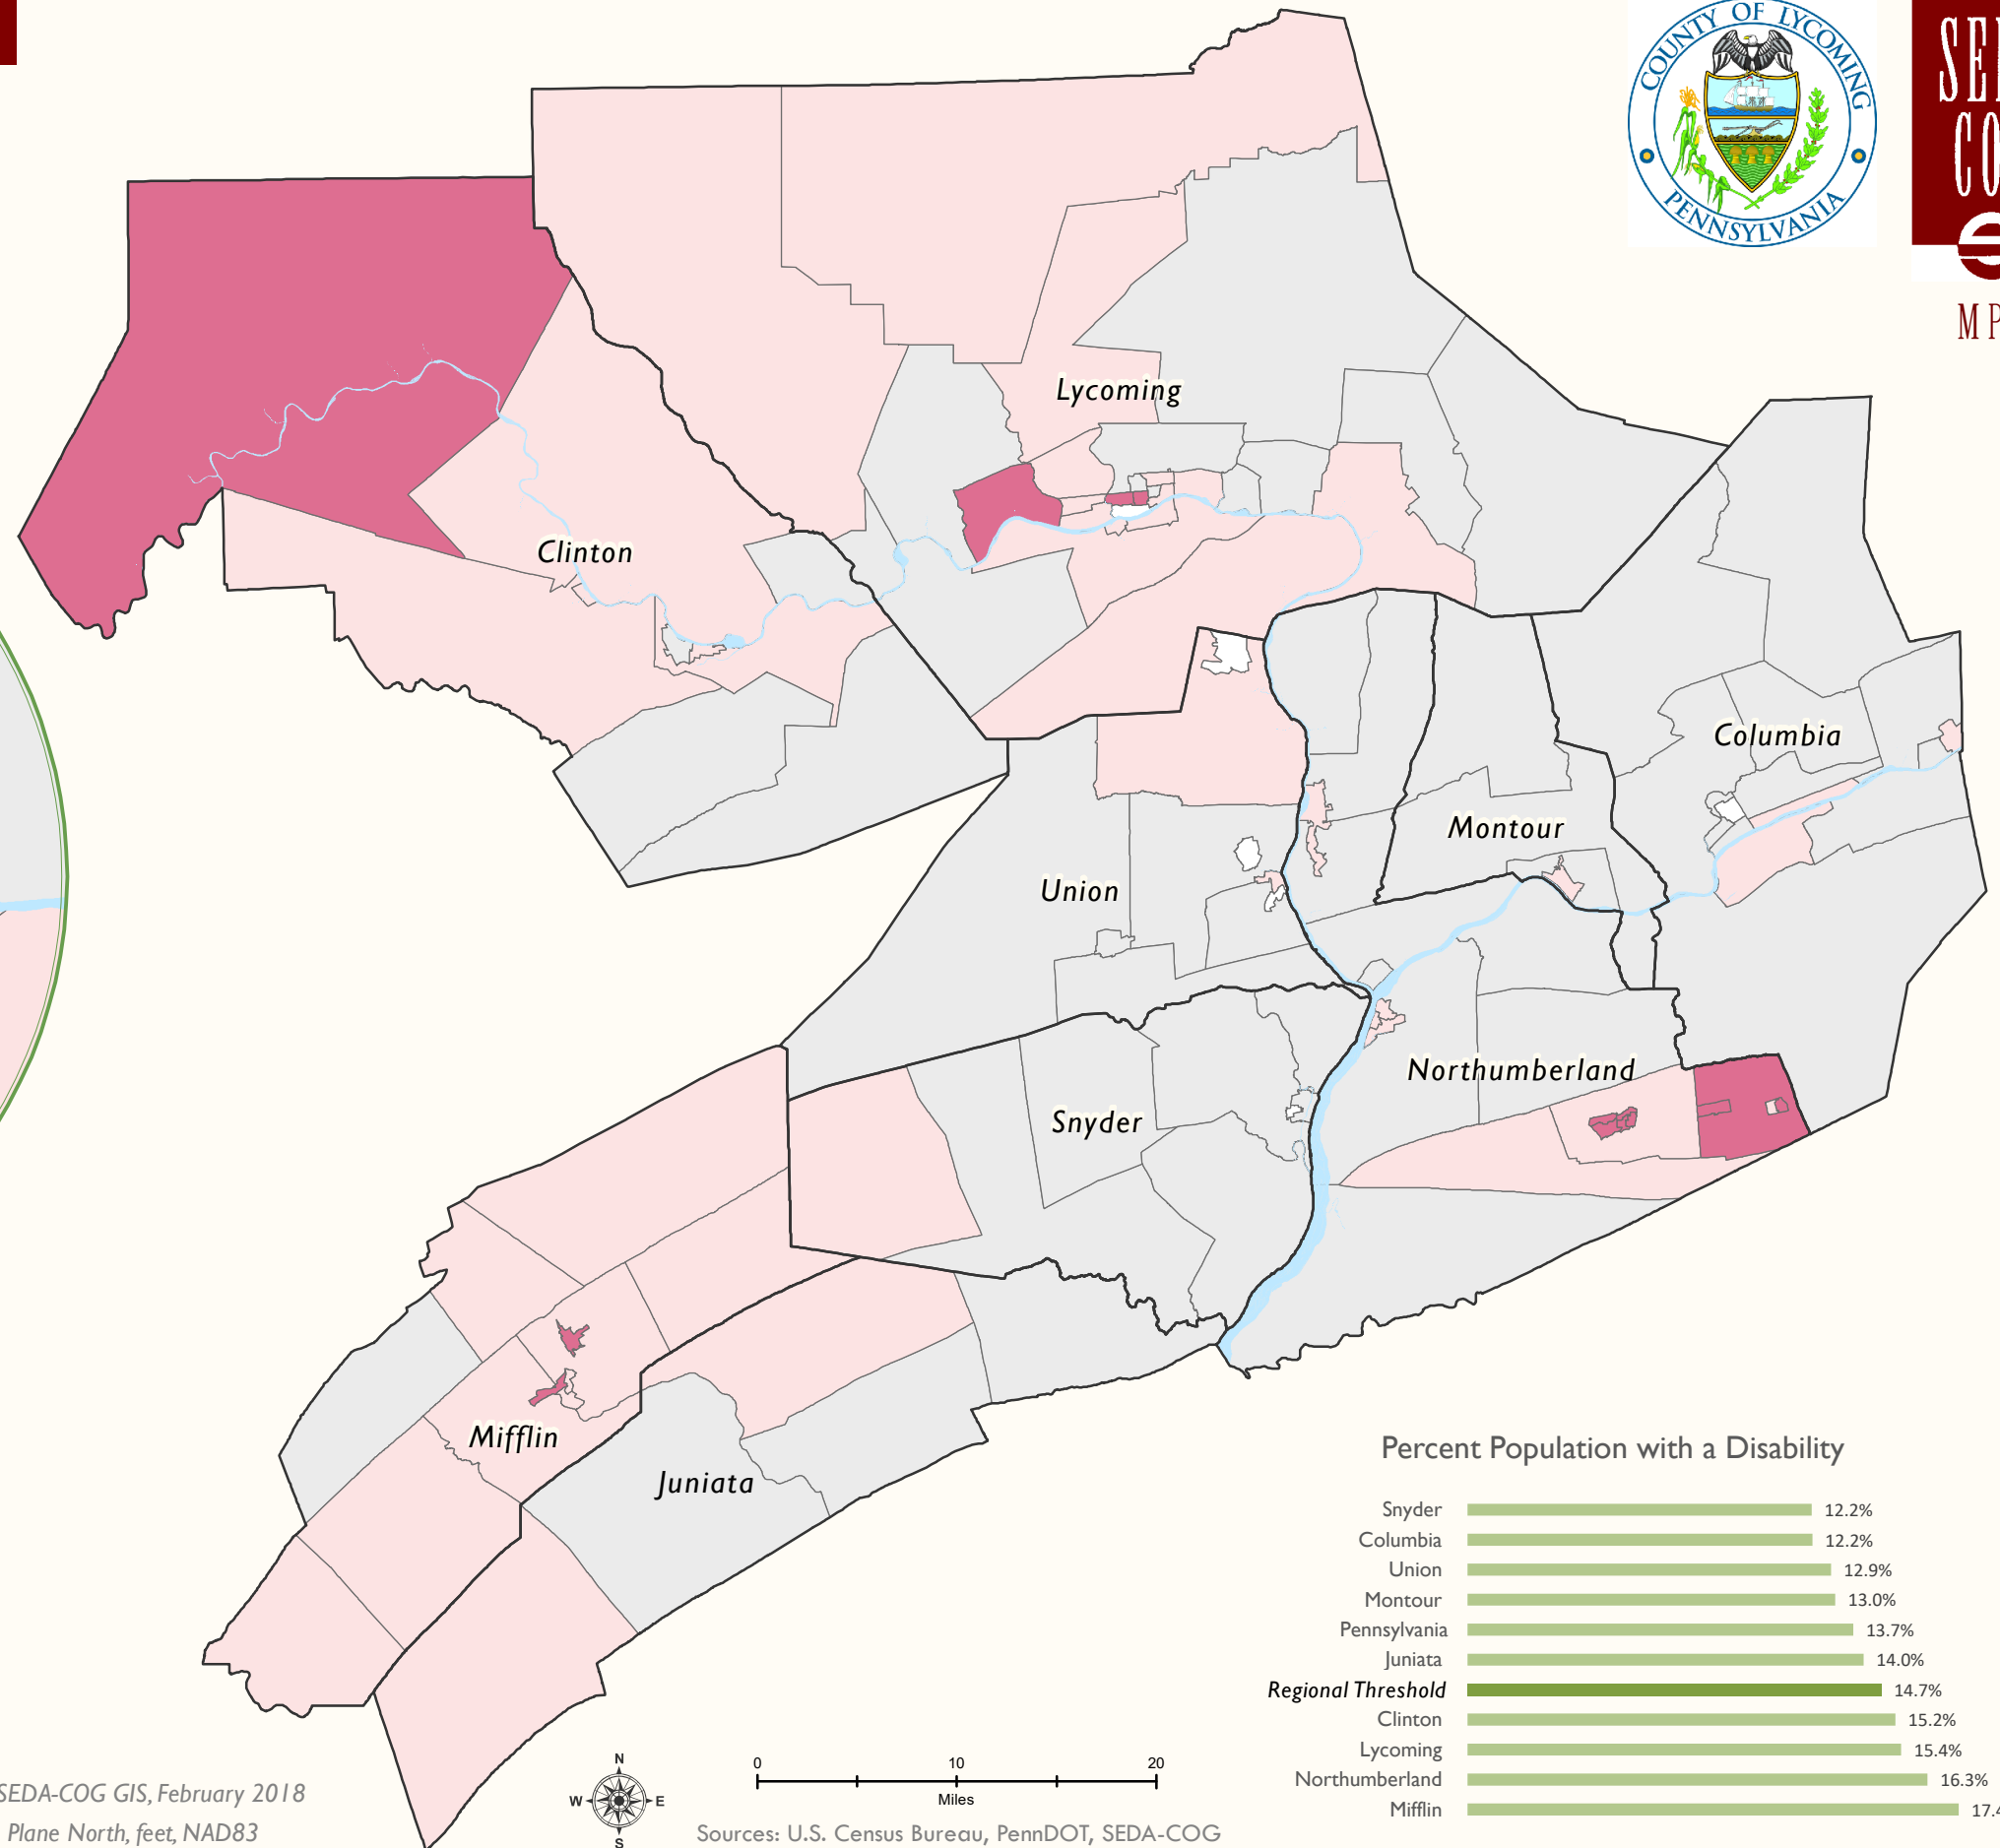 COUNTY OF LYCOMING
PENNSYLVANIA
MP
Lycoming
Clinton
Columbia
Montour
Union
Northumberland
Snyder
Mifflin
Juniata
Percent Population with a Disability
Snyder 12.2%
Columbia 12.2%
Union 12.9%
Montour 13.0%
Pennsylvania 13.7%
Juniata 14.0%
Regional Threshold 14.7%
Clinton 15.2%
Lycoming 15.4%
Northumberland 16.3%
Mifflin 17.4
N
W E
S
0 10 20
Miles
SEDA-COG GIS, February 2018
Plane North, feet, NAD83
Sources: U.S. Census Bureau, PennDOT, SEDA-COG